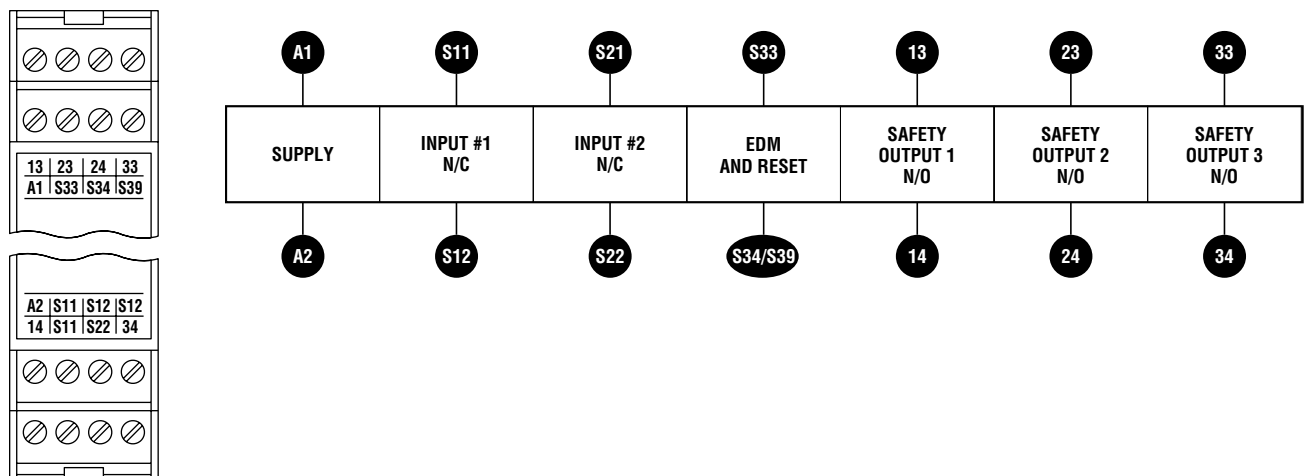 13 23 24 33
A1 S33 S34 S39
A2 S11 S12 S12
14 S11 S22 34
A1 S11 S21 S33 13 23 33
SUPPLY
INPUT #1
N/C
INPUT #2
N/C
EDM
AND RESET
SAFETY
OUTPUT 1
N/O
SAFETY
OUTPUT 2
N/O
SAFETY
OUTPUT 3
N/O
A2 S12 S22 S34/S39 14 24 34